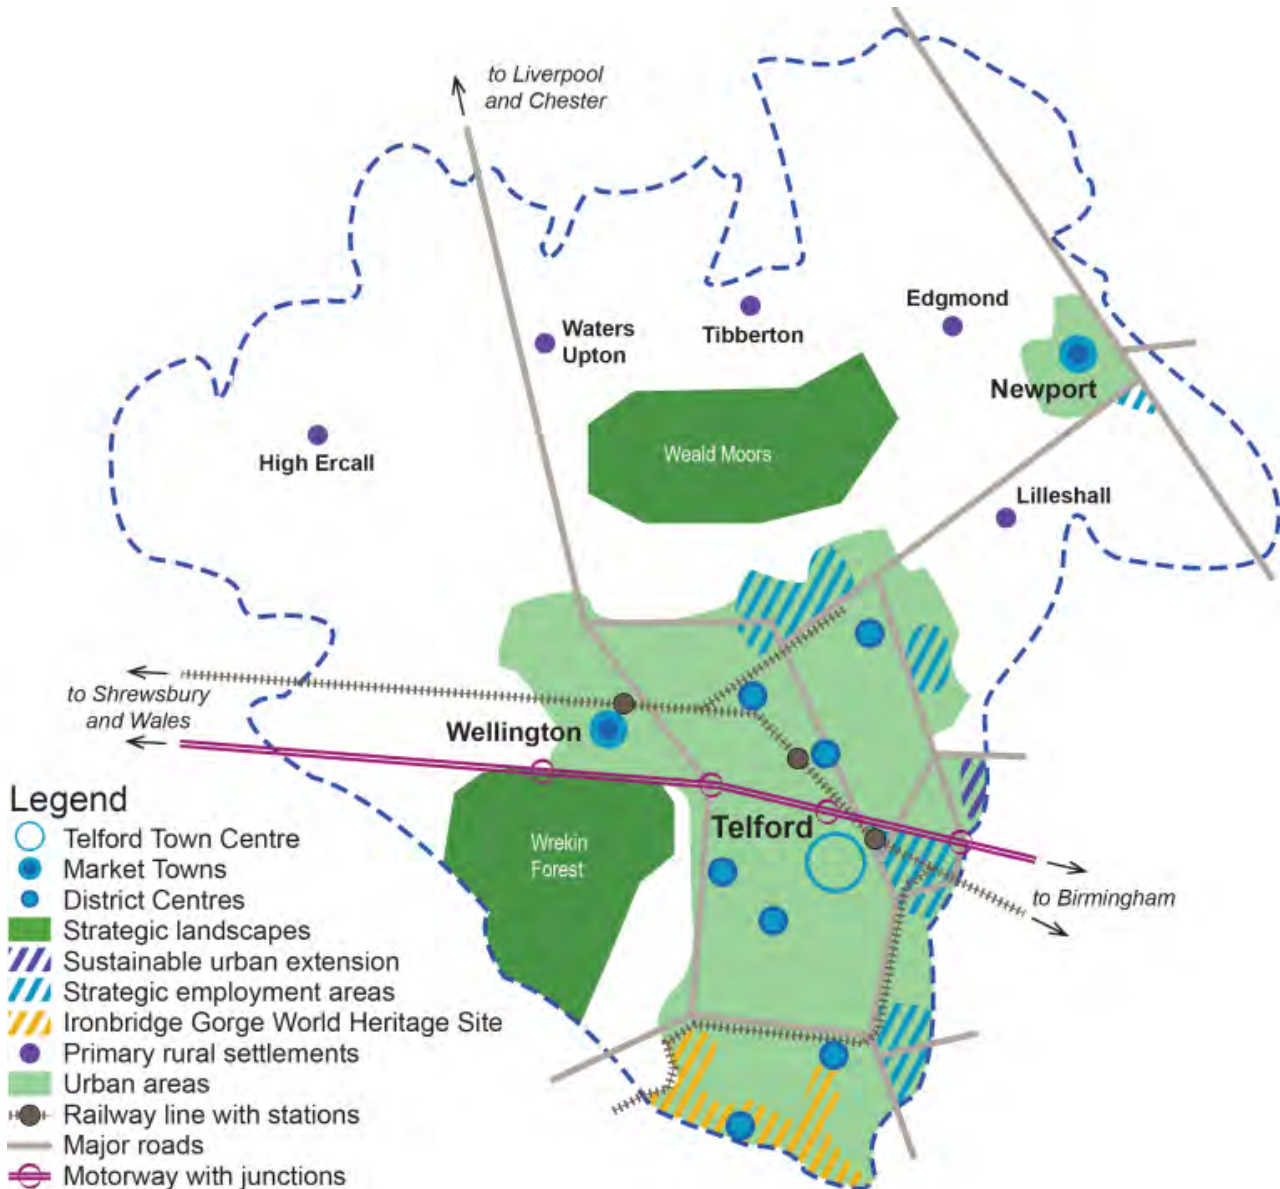 to Liverpool
and Chester
Edgmond
Waters
Upton
Tibberton
Newport
Weald Moors
High Ercall
Lilleshall
to Shrewsbury
and Wales
Wellington
Telford
Wrekin
Forest
to Birmingham
Legend
Telford Town Centre
Market Towns
District Centres
Strategic landscapes
Sustainable urban extension
Strategic employment areas
Ironbridge Gorge World Heritage Site
Primary rural settlements
Urban areas
Railway line with stations
Major roads
Motorway with junctions